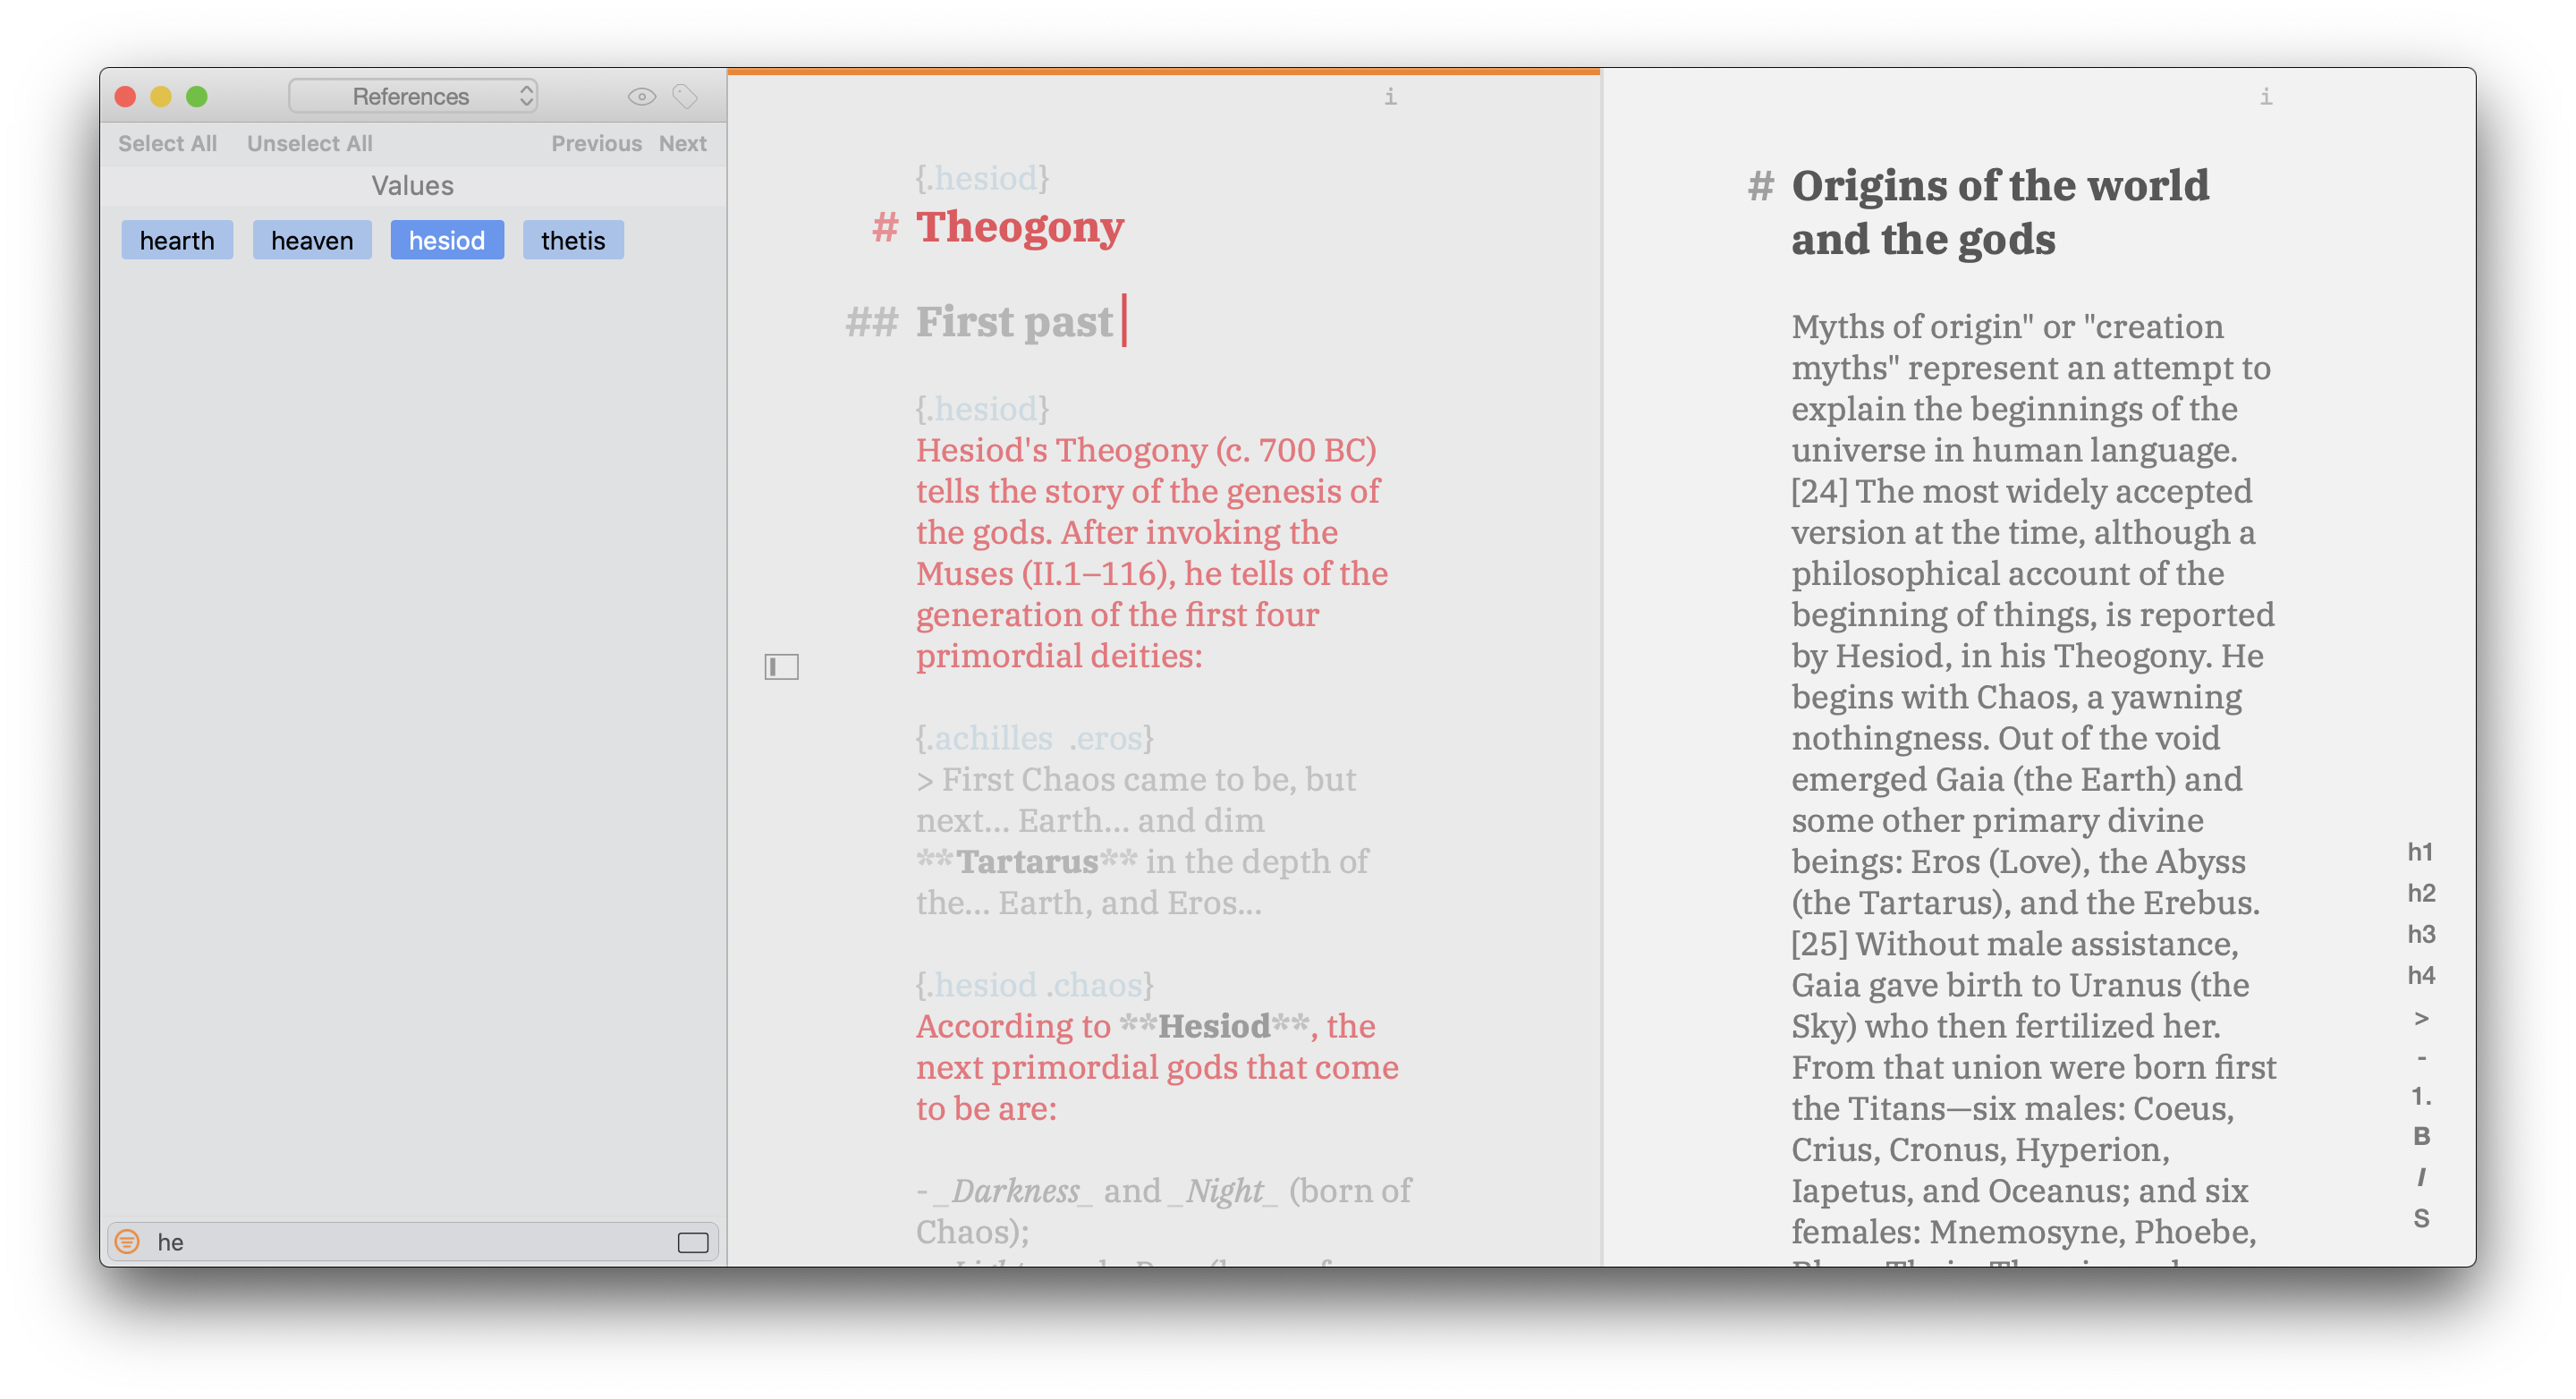 References
Select All Unselect All Previous Next
Values
hearth heaven hesiod thetis
he
i
{.hesiod}
# Theogony
## First past
{.hesiod}
Hesiod's Theogony (c. 700 BC)
tells the story of the genesis of
the gods. After invoking the
Muses (II.1–116), he tells of the
generation of the first four
primordial deities:
{.achilles .eros}
> First Chaos came to be, but
next... Earth... and dim
**Tartarus** in the depth of
the... Earth, and Eros...
{.hesiod .chaos}
According to **Hesiod**, the
next primordial gods that come
to be are:
- _Darkness_ and _Night_ (born of
Chaos);
i
# Origins of the world
and the gods
Myths of origin" or "creation
myths" represent an attempt to
explain the beginnings of the
universe in human language.
[24] The most widely accepted
version at the time, although a
philosophical account of the
beginning of things, is reported
by Hesiod, in his Theogony. He
begins with Chaos, a yawning
nothingness. Out of the void
emerged Gaia (the Earth) and
some other primary divine
beings: Eros (Love), the Abyss
(the Tartarus), and the Erebus.
[25] Without male assistance,
Gaia gave birth to Uranus (the
Sky) who then fertilized her.
From that union were born first
the Titans—six males: Coeus,
Crius, Cronus, Hyperion,
Iapetus, and Oceanus; and six
females: Mnemosyne, Phoebe,
h1
h2
h3
h4
>
-
1.
B
I
S